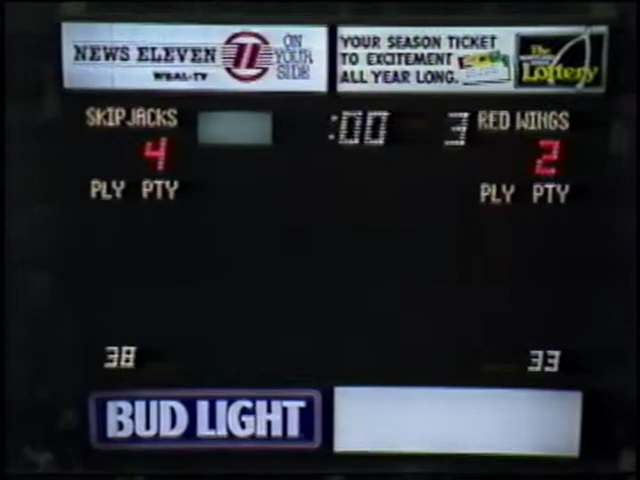 NEWS ELEVEN 11 ON YOUR SIDE
WBAL-TV
YOUR SEASON TICKET
TO EXCITEMENT
ALL YEAR LONG.
The
Lottery
SKIPJACKS :00 3 RED WINGS
4 2
PLY PTY PLY PTY
38 33
BUD LIGHT